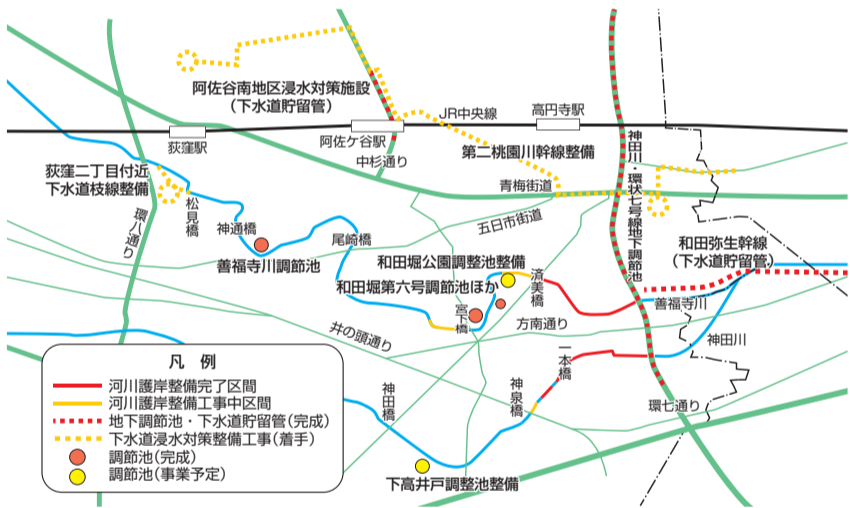 阿佐谷南地区浸水対策施設
(下水道貯留管)
JR中央線
高円寺駅
荻窪駅
阿佐ケ谷駅
中杉通り
第二桃園川幹線整備
神田川・環状七号線地下調節池
荻窪二丁目付近
下水道枝線整備
松見橋
青梅街道
環八通り
神通橋
尾崎橋
五日市街道
善福寺川調節池
和田堀公園調整池整備
済美橋
和田弥生幹線
(下水道貯留管)
和田堀第六号調節池ほか
宮下橋
善福寺川
方南通り
神田川
井の頭通り
一本橋
神田橋
神泉橋
環七通り
下高井戸調整池整備
凡 例
河川護岸整備完了区間
河川護岸整備工事中区間
地下調節池・下水道貯留管(完成)
下水道浸水対策整備工事(着手)
調節池(完成)
調節池(事業予定)